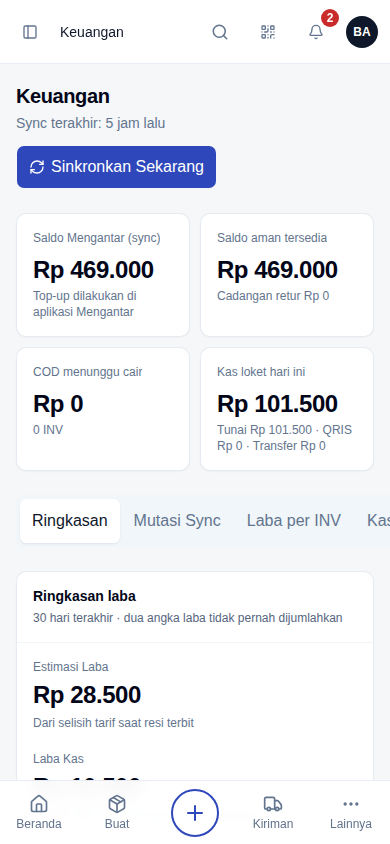 Keuangan
2
BA
Keuangan
Sync terakhir: 5 jam lalu
Sinkronkan Sekarang
Saldo Mengantar (sync)
Rp 469.000
Top-up dilakukan di
aplikasi Mengantar
Saldo aman tersedia
Rp 469.000
Cadangan retur Rp 0
COD menunggu cair
Rp 0
0 INV
Kas loket hari ini
Rp 101.500
Tunai Rp 101.500 · QRIS
Rp 0 · Transfer Rp 0
Ringkasan
Mutasi Sync
Laba per INV
Kas
Ringkasan laba
30 hari terakhir · dua angka laba tidak pernah dijumlahkan
Estimasi Laba
Rp 28.500
Dari selisih tarif saat resi terbit
Laba Kas
Beranda
Buat
Kiriman
Lainnya